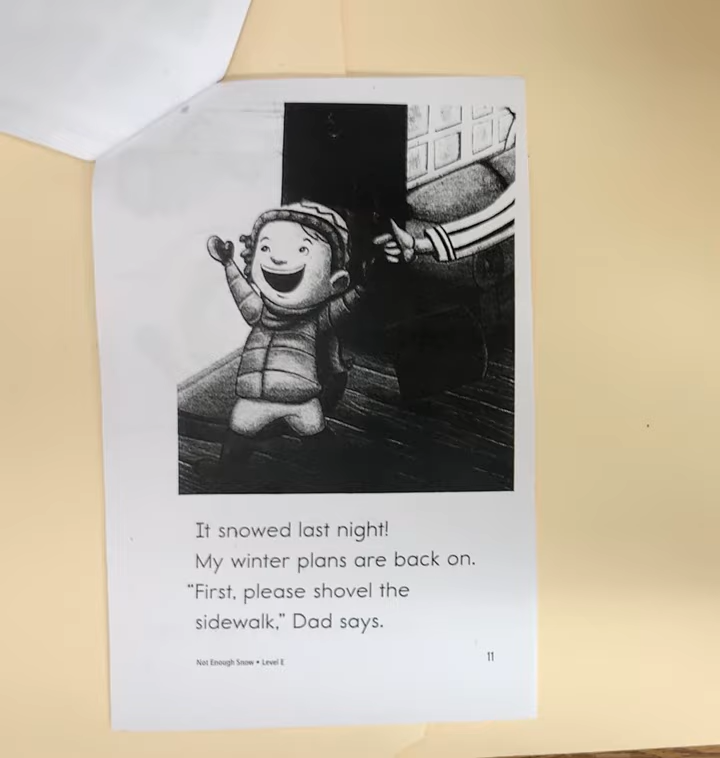 It snowed last night!
My winter plans are back on.
“First, please shovel the
sidewalk,” Dad says.
Not Enough Snow • Level E
11